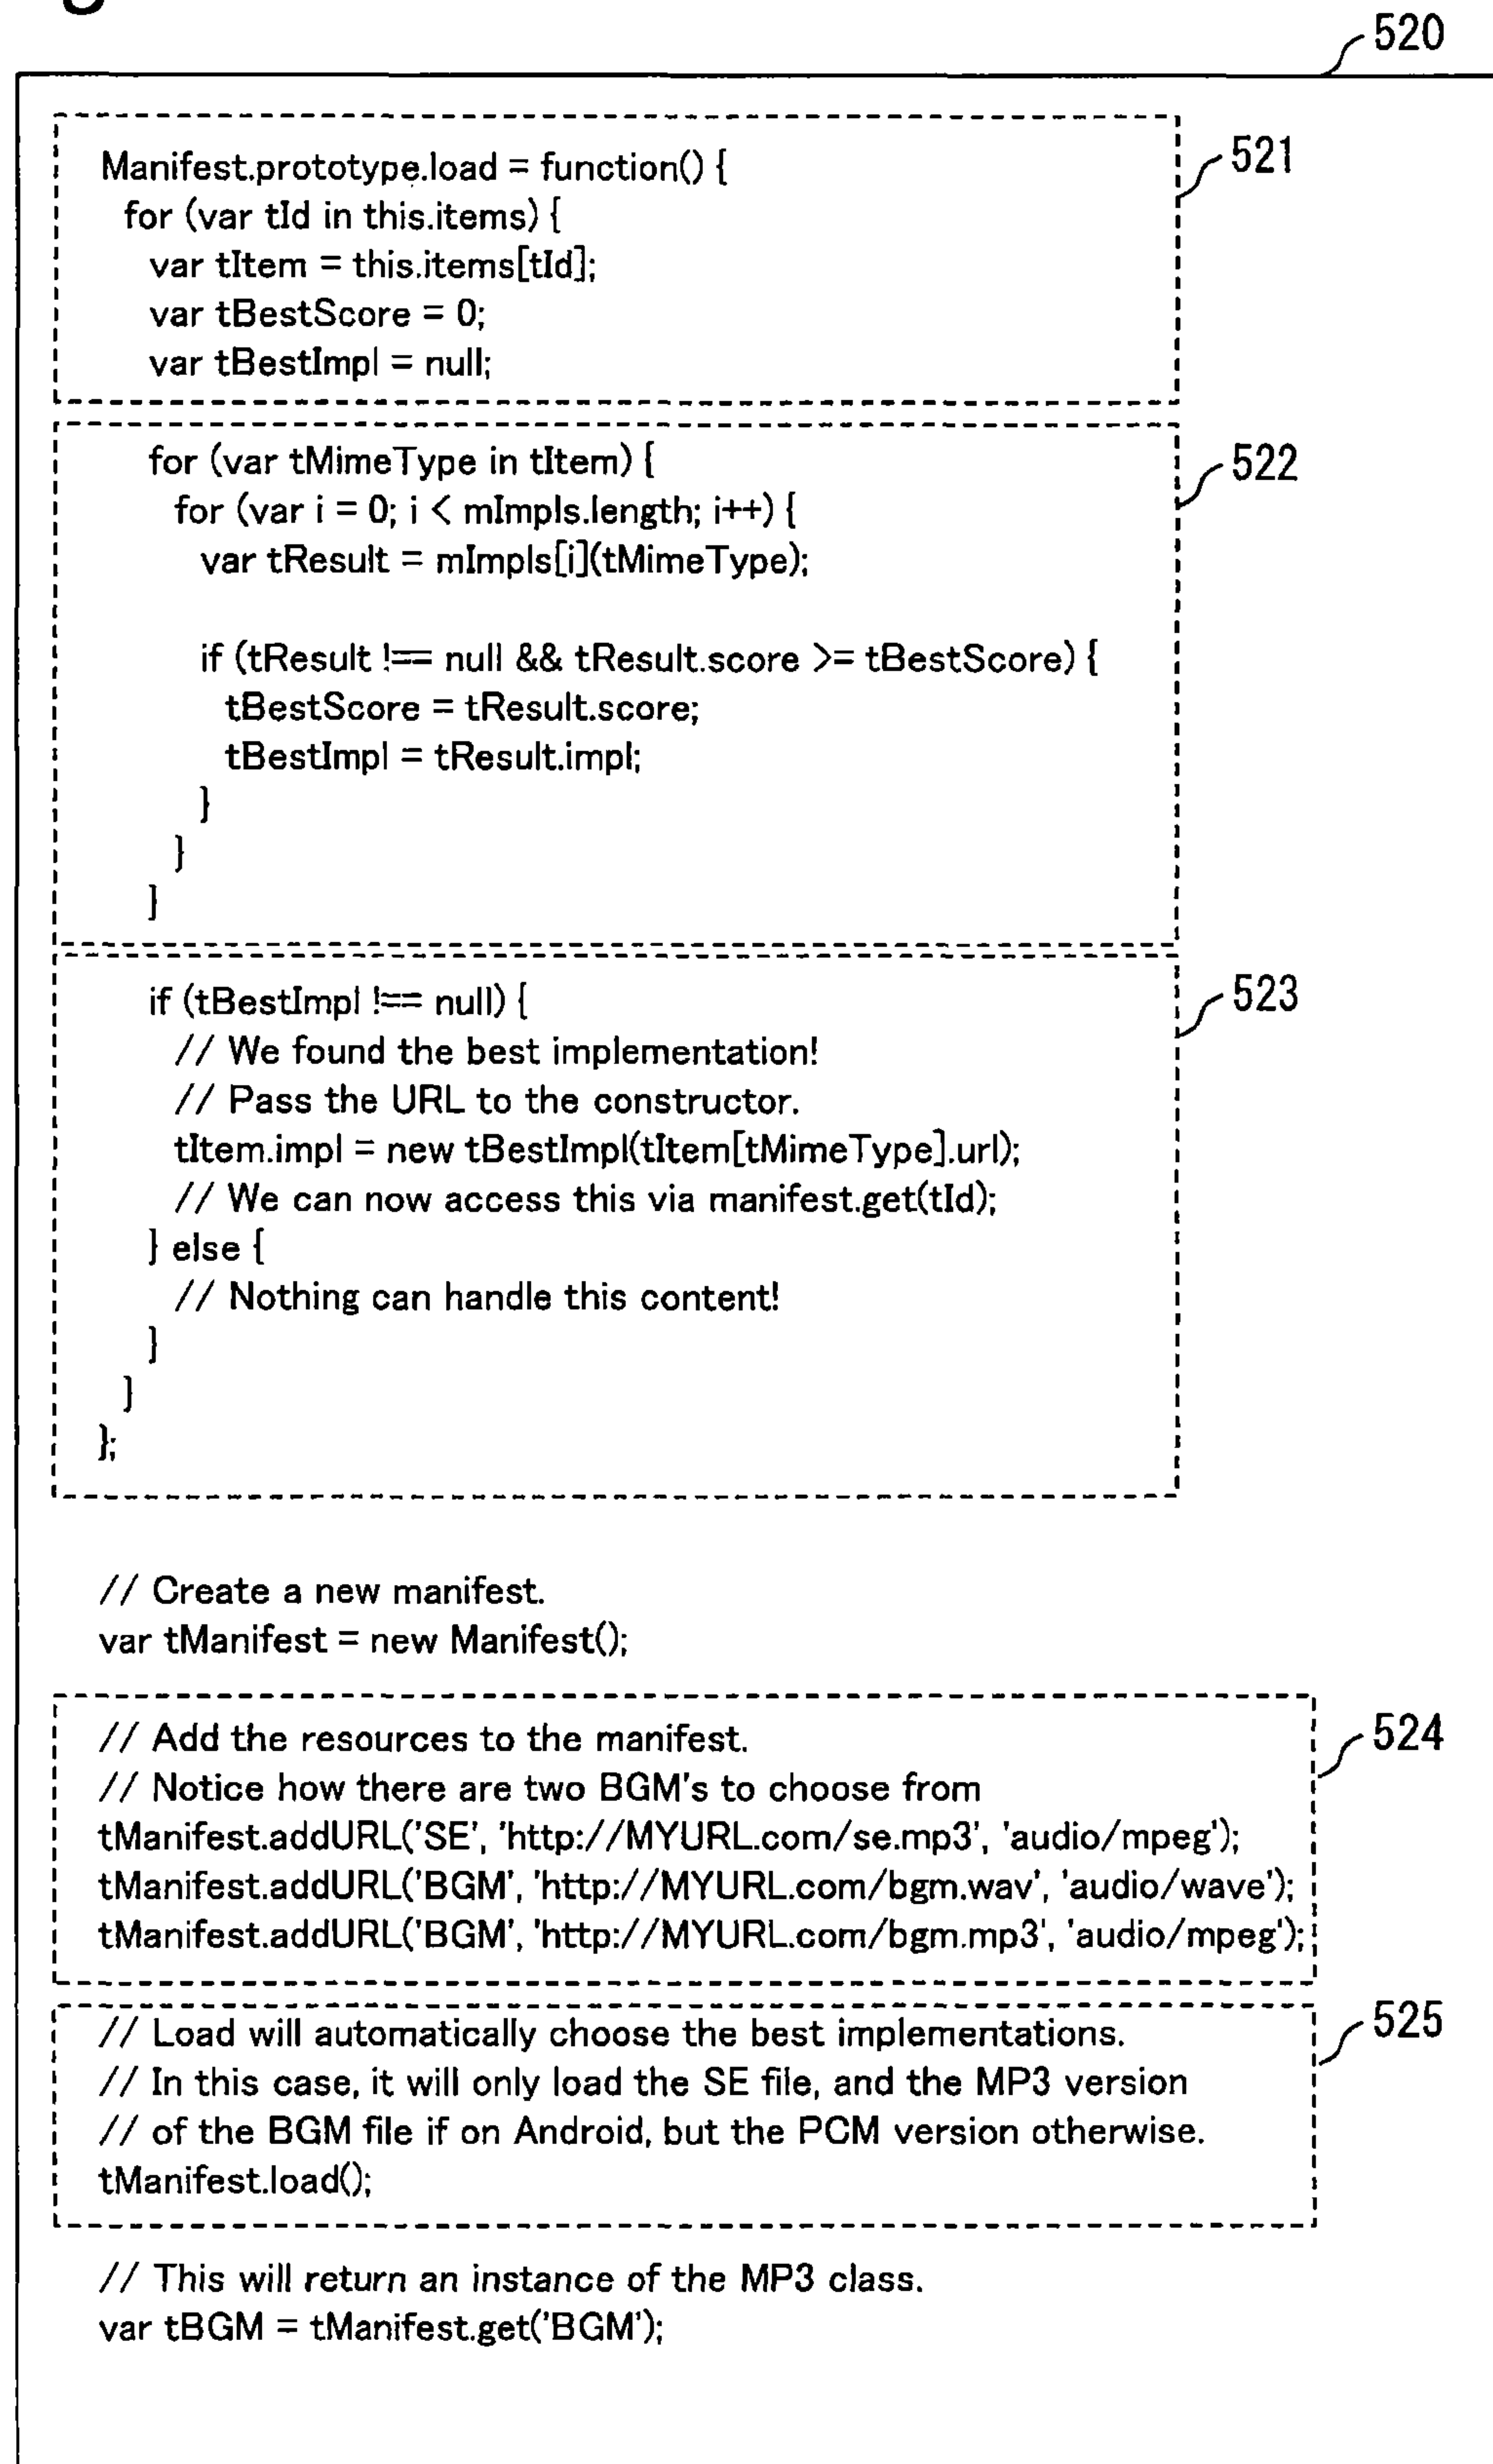 520
521
Manifest.prototype.load = function() {
for (var tId in this.items) {
var tItem = this.items[tId];
var tBestScore = 0;
var tBestImpl = null;
522
for (var tMimeType in tItem) {
for (var i = 0; i < mImpls.length; i++) {
var tResult = mImpls[i](tMimeType);
if (tResult !== null && tResult.score >= tBestScore) {
tBestScore = tResult.score;
tBestImpl = tResult.impl;
}
}
}
523
if (tBestImpl !== null) {
// We found the best implementation!
// Pass the URL to the constructor.
tItem.impl = new tBestImpl(tItem[tMimeType].url);
// We can now access this via manifest.get(tId);
} else {
// Nothing can handle this content!
}
}
};
// Create a new manifest.
var tManifest = new Manifest();
524
// Add the resources to the manifest.
// Notice how there are two BGM's to choose from
tManifest.addURL('SE', 'http://MYURL.com/se.mp3', 'audio/mpeg');
tManifest.addURL('BGM', 'http://MYURL.com/bgm.wav', 'audio/wave');
tManifest.addURL('BGM', 'http://MYURL.com/bgm.mp3', 'audio/mpeg');
525
// Load will automatically choose the best implementations.
// In this case, it will only load the SE file, and the MP3 version
// of the BGM file if on Android, but the PCM version otherwise.
tManifest.load();
// This will return an instance of the MP3 class.
var tBGM = tManifest.get('BGM');